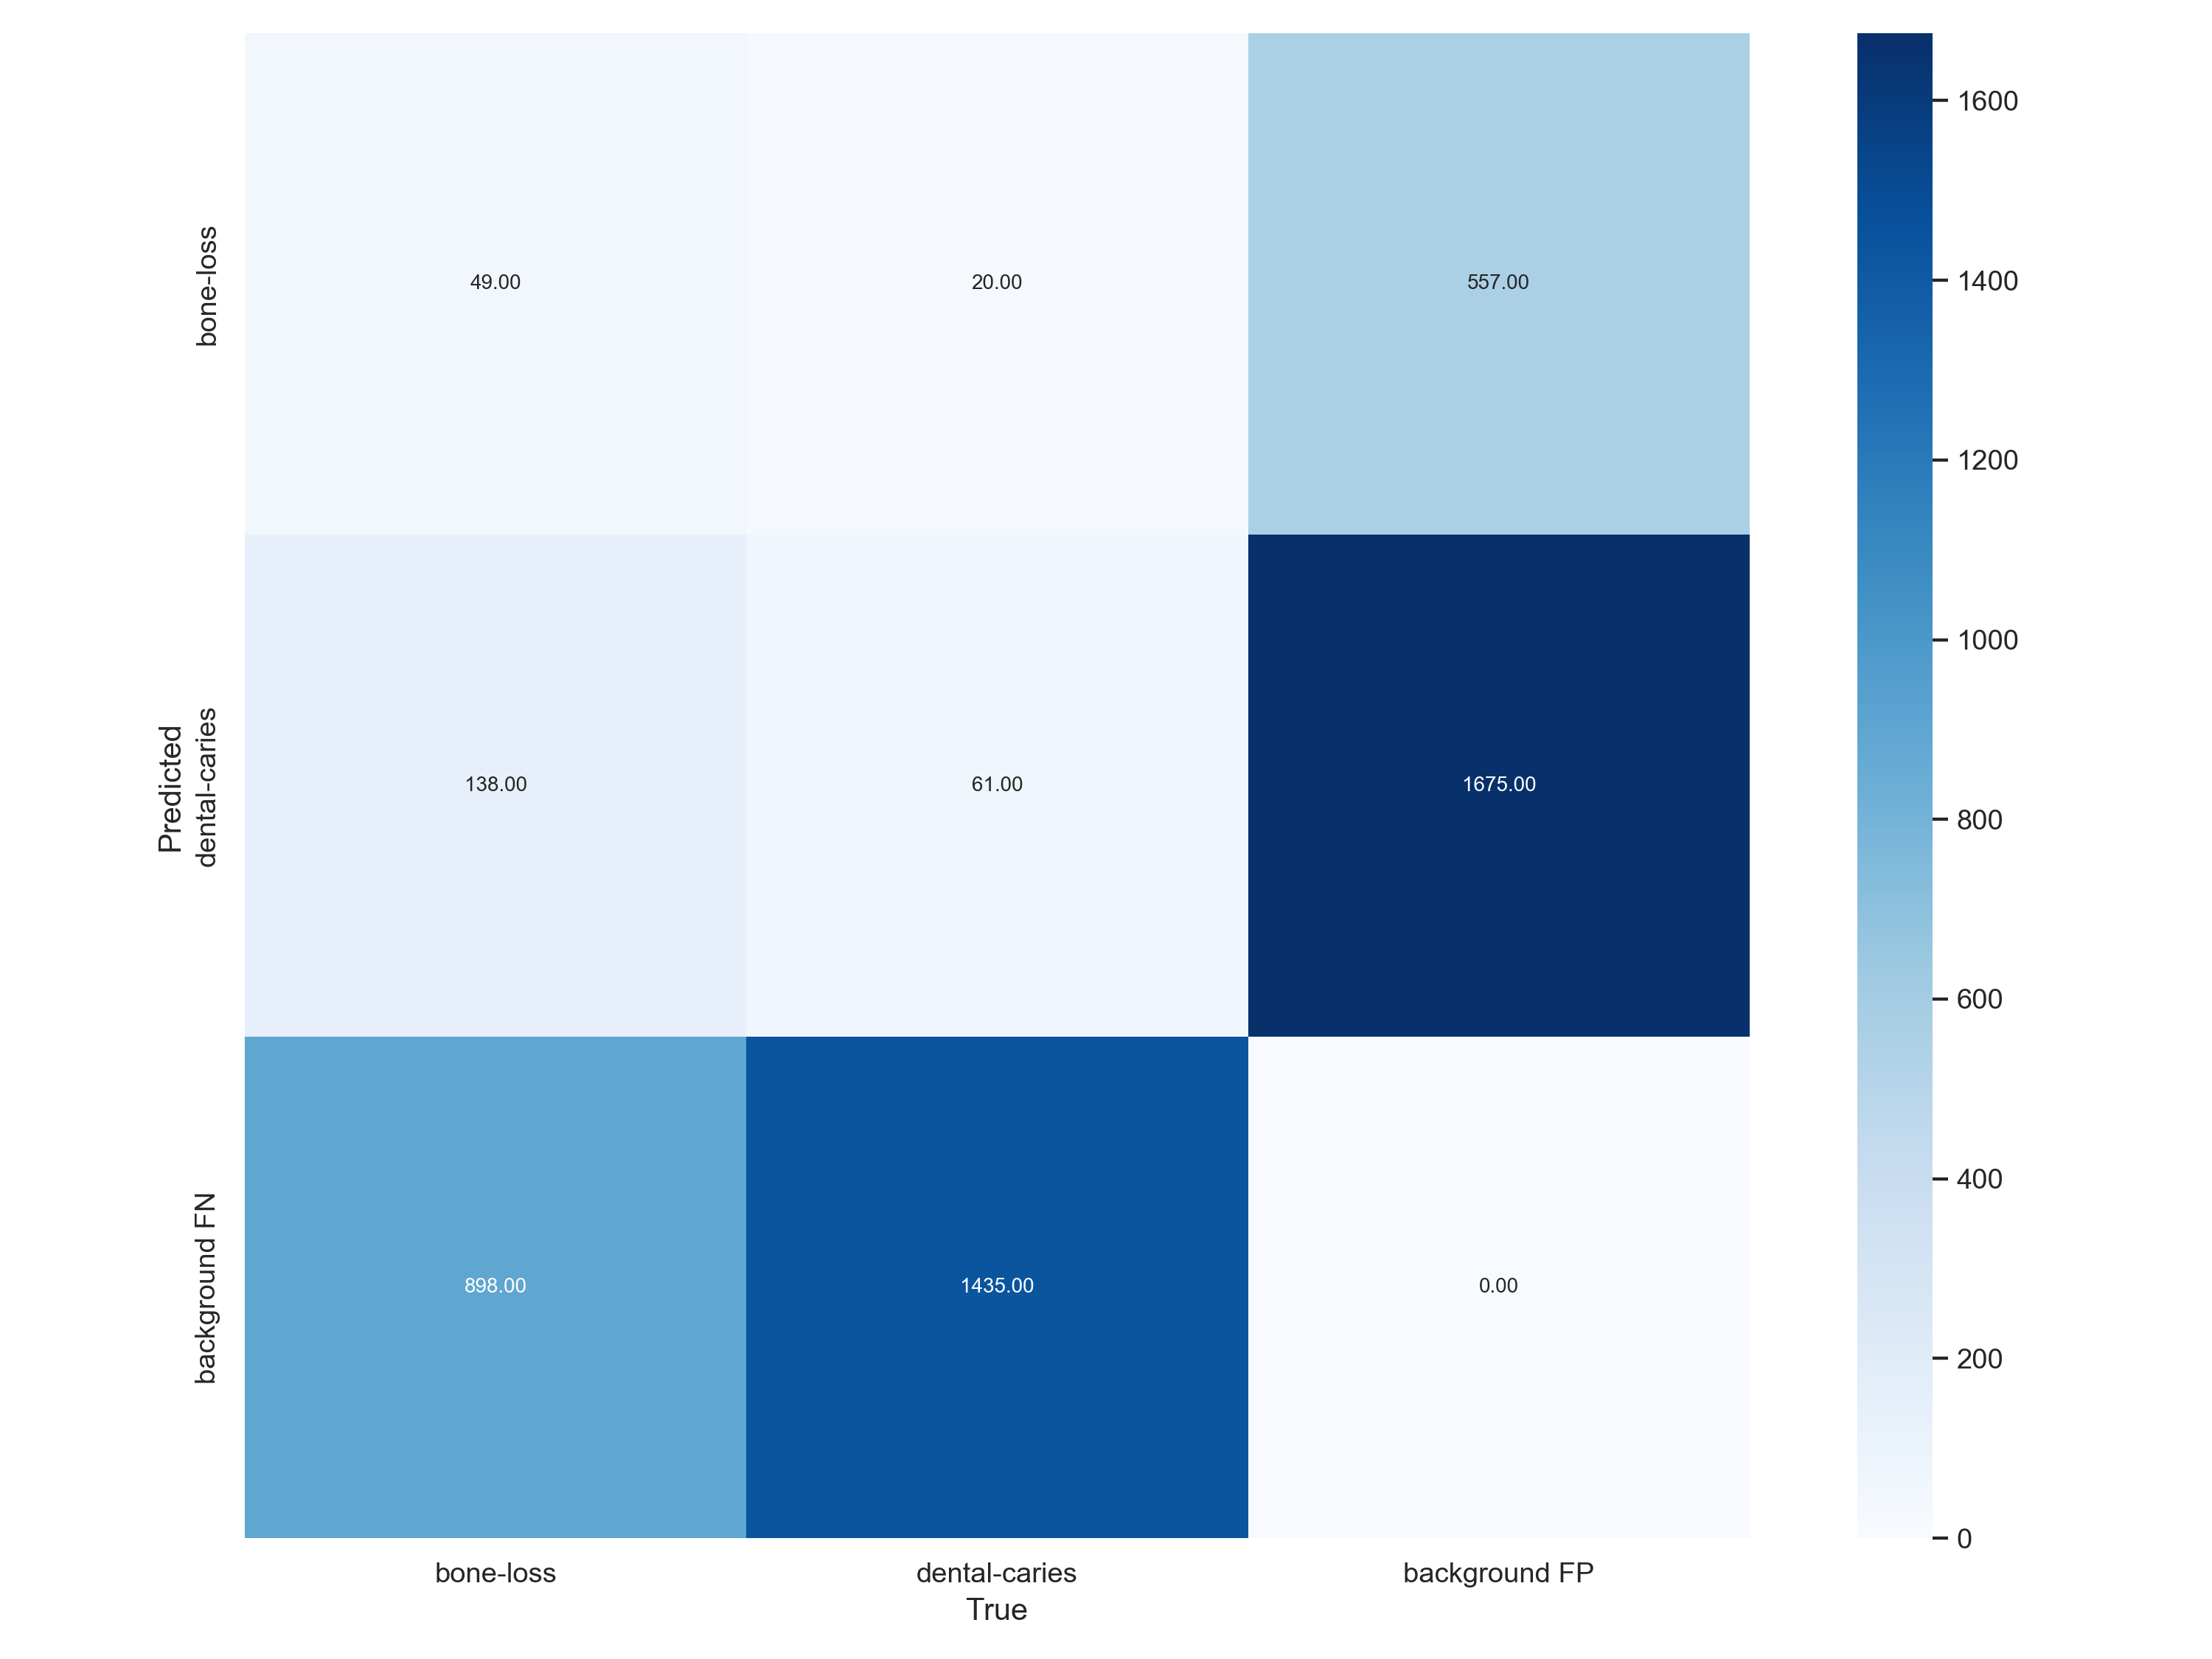 Predicted
bone-loss
49.00 20.00 557.00
dental-caries
138.00 61.00 1675.00
background FN
898.00 1435.00 0.00
bone-loss dental-caries background FP
True
1600
1400
1200
1000
800
600
400
200
0